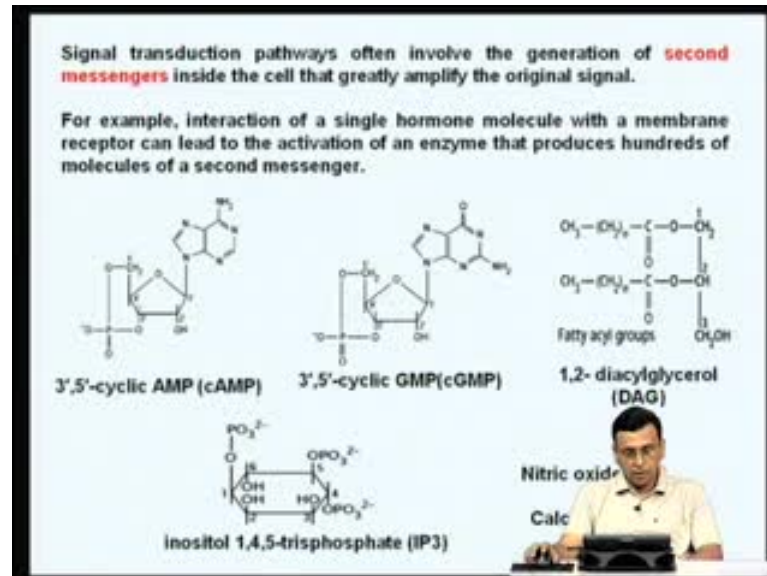 Signal transduction pathways often involve the generation of second
messengers inside the cell that greatly amplify the original signal.
For example, interaction of a single hormone molecule with a membrane
receptor can lead to the activation of an enzyme that produces hundreds of
molecules of a second messenger.
3',5'-cyclic AMP (cAMP)
3',5'-cyclic GMP(cGMP)
Fatty acyl groups
1,2- diacylglycerol
(DAG)
Nitric oxide
Calc
inositol 1,4,5-trisphosphate (IP3)